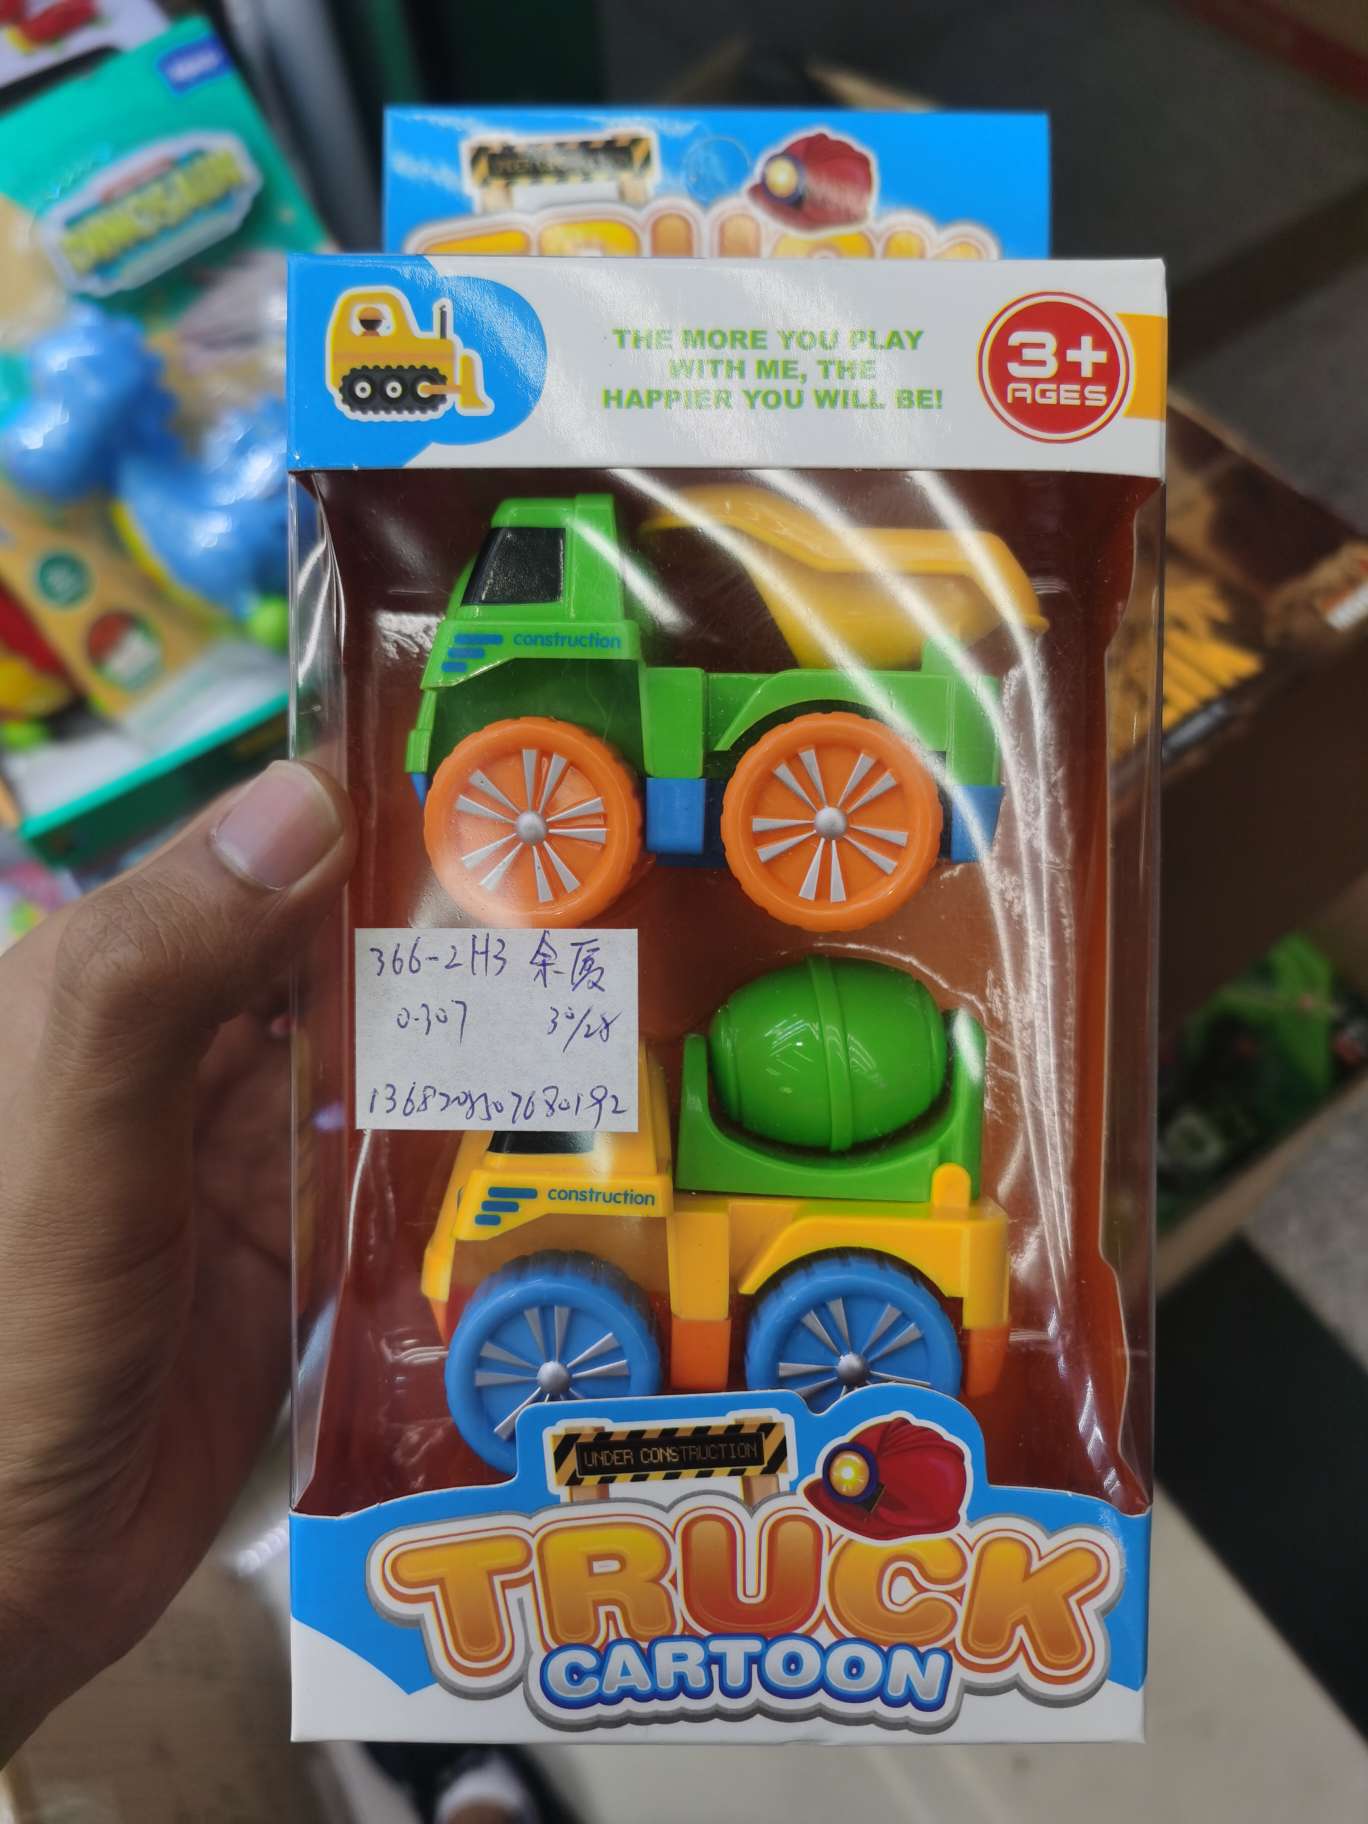 THE MORE YOU PLAY
WITH ME, THE
HAPPIER YOU WILL BE!
3+
AGES
construction
366-2H3 余厦
0.307 30/28
construction
UNDER CONSTRUCTION
TRUCK
CARTOON